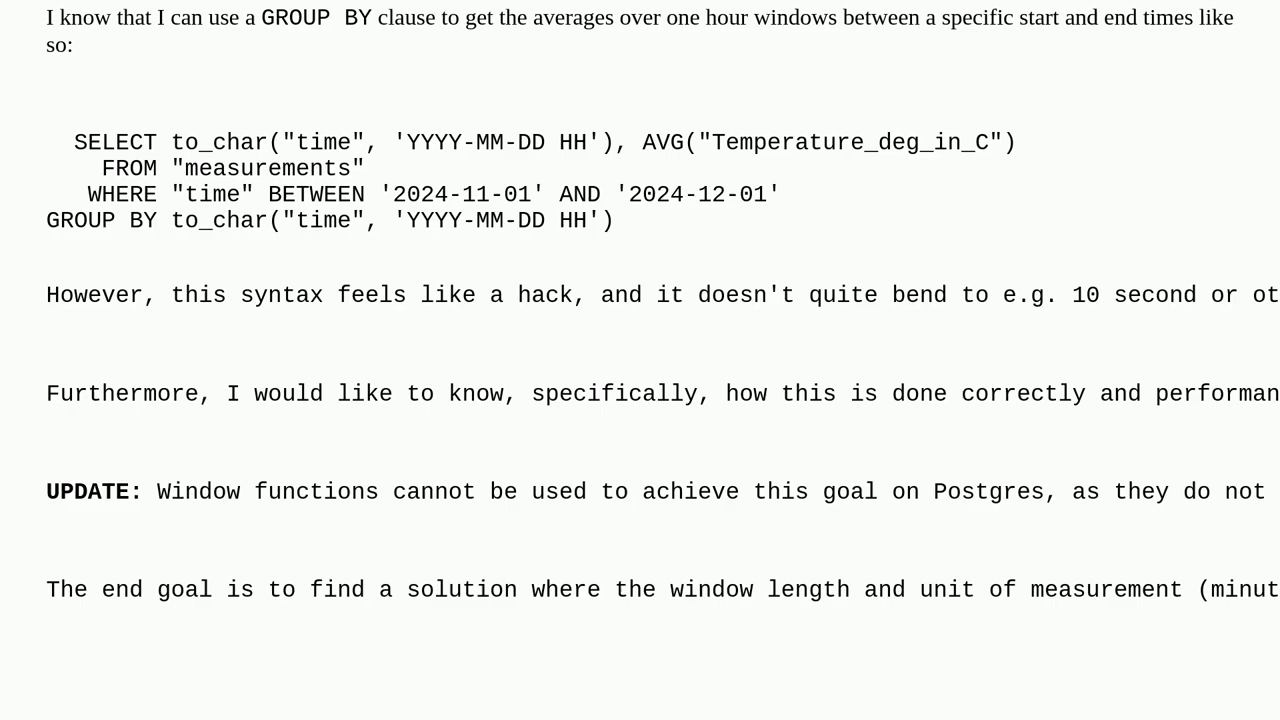 I know that I can use a GROUP BY clause to get the averages over one hour windows between a specific start and end times like
so:
SELECT to_char("time", 'YYYY-MM-DD HH'), AVG("Temperature_deg_in_C")
FROM "measurements"
WHERE "time" BETWEEN '2024-11-01' AND '2024-12-01'
GROUP BY to_char("time", 'YYYY-MM-DD HH')
However, this syntax feels like a hack, and it doesn't quite bend to e.g. 10 second or ot
Furthermore, I would like to know, specifically, how this is done correctly and performan
UPDATE: Window functions cannot be used to achieve this goal on Postgres, as they do not
The end goal is to find a solution where the window length and unit of measurement (minut